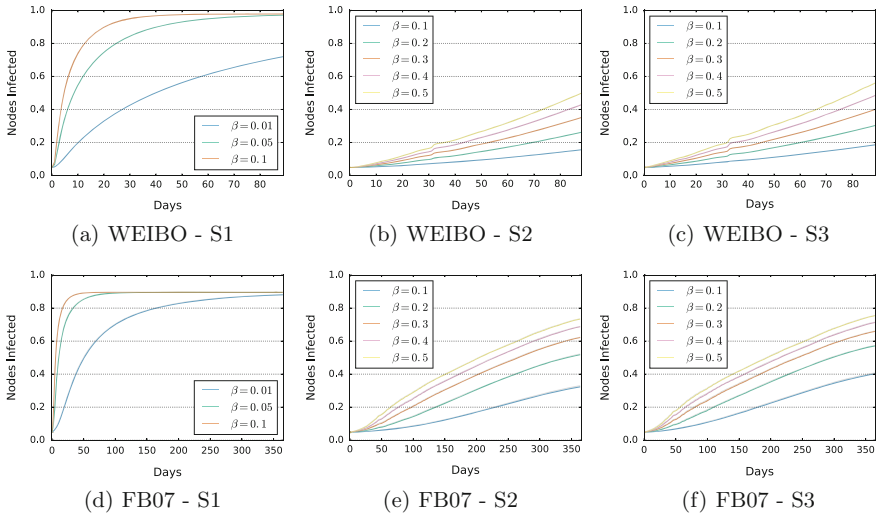 1.0
0.8
0.6
0.4
0.2
0.0
Nodes Infected
β = 0.01
β = 0.05
β = 0.1
0 10 20 30 40 50 60 70 80
Days
(a) WEIBO - S1
1.0
0.8
0.6
0.4
0.2
0.0
Nodes Infected
β = 0.1
β = 0.2
β = 0.3
β = 0.4
β = 0.5
0 10 20 30 40 50 60 70 80
Days
(b) WEIBO - S2
1.0
0.8
0.6
0.4
0.2
0.0
Nodes Infected
β = 0.1
β = 0.2
β = 0.3
β = 0.4
β = 0.5
0 10 20 30 40 50 60 70 80
Days
(c) WEIBO - S3
1.0
0.8
0.6
0.4
0.2
0.0
Nodes Infected
β = 0.01
β = 0.05
β = 0.1
0 50 100 150 200 250 300 350
Days
(d) FB07 - S1
1.0
0.8
0.6
0.4
0.2
0.0
Nodes Infected
β = 0.1
β = 0.2
β = 0.3
β = 0.4
β = 0.5
0 50 100 150 200 250 300 350
Days
(e) FB07 - S2
1.0
0.8
0.6
0.4
0.2
0.0
Nodes Infected
β = 0.1
β = 0.2
β = 0.3
β = 0.4
β = 0.5
0 50 100 150 200 250 300 350
Days
(f) FB07 - S3